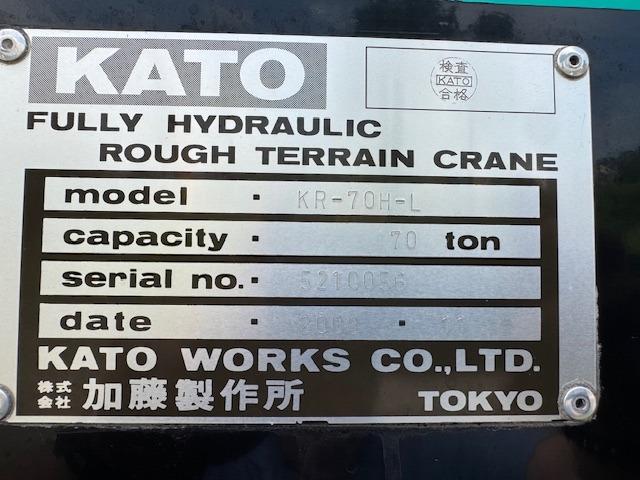 KATO
検査
KATO
合格
FULLY HYDRAULIC
ROUGH TERRAIN CRANE
model · KR-70H-L
capacity · 70 ton
serial no. · 5210056
date · ·
KATO WORKS CO.,LTD.
株式会社 加藤製作所 TOKYO